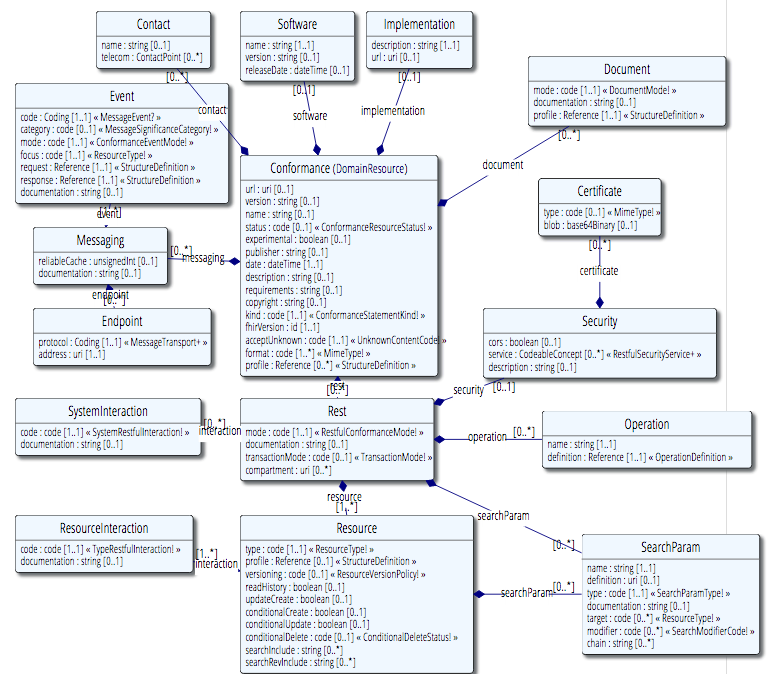 Contact
name : string [0..1]
telecom : ContactPoint [0..*]
[0..*]
contact
Software
name : string [1..1]
version : string [0..1]
releaseDate : dateTime [0..1]
[0..1]
software
Implementation
description : string [1..1]
url : uri [0..1]
[0..1]
implementation
Document
mode : code [1..1] « DocumentMode! »
documentation : string [0..1]
profile : Reference [1..1] « StructureDefinition »
[0..*]
document
Event
code : Coding [1..1] « MessageEvent? »
category : code [0..1] « MessageSignificanceCategory! »
mode : code [1..1] « ConformanceEventMode! »
focus : code [1..1] « ResourceType! »
request : Reference [1..1] « StructureDefinition »
response : Reference [1..1] « StructureDefinition »
documentation : string [0..1]
event
Conformance (DomainResource)
url : uri [0..1]
version : string [0..1]
name : string [0..1]
status : code [0..1] « ConformanceResourceStatus! »
experimental : boolean [0..1]
publisher : string [0..1]
date : dateTime [1..1]
description : string [0..1]
requirements : string [0..1]
copyright : string [0..1]
kind : code [1..1] « ConformanceStatementKind! »
fhirVersion : id [1..1]
acceptUnknown : code [1..1] « UnknownContentCode! »
format : code [1..*] « MimeType! »
profile : Reference [0..*] « StructureDefinition »
Certificate
type : code [0..1] « MimeType! »
blob : base64Binary [0..1]
[0..*]
certificate
Messaging
reliableCache : unsignedInt [0..1]
documentation : string [0..1]
[0..*]
messaging
endpoint
[0..*]
Endpoint
protocol : Coding [1..1] « MessageTransport+ »
address : uri [1..1]
Security
cors : boolean [0..1]
service : CodeableConcept [0..*] « RestfulSecurityService+ »
description : string [0..1]
security
[0..1]
rest
[0..*]
SystemInteraction
code : code [1..1] « SystemRestfulInteraction! »
documentation : string [0..1]
[0..*]
interaction
Rest
mode : code [1..1] « RestfulConformanceMode! »
documentation : string [0..1]
transactionMode : code [0..1] « TransactionMode! »
compartment : uri [0..*]
operation
[0..*]
Operation
name : string [1..1]
definition : Reference [1..1] « OperationDefinition »
resource
[1..*]
searchParam
[0..*]
ResourceInteraction
code : code [1..1] « TypeRestfulInteraction! »
documentation : string [0..1]
[1..*]
interaction
Resource
type : code [1..1] « ResourceType! »
profile : Reference [0..1] « StructureDefinition »
versioning : code [0..1] « ResourceVersionPolicy! »
readHistory : boolean [0..1]
updateCreate : boolean [0..1]
conditionalCreate : boolean [0..1]
conditionalUpdate : boolean [0..1]
conditionalDelete : code [0..1] « ConditionalDeleteStatus! »
searchInclude : string [0..*]
searchRevInclude : string [0..*]
searchParam
[0..*]
SearchParam
name : string [1..1]
definition : uri [0..1]
type : code [1..1] « SearchParamType! »
documentation : string [0..1]
target : code [0..*] « ResourceType! »
modifier : code [0..*] « SearchModifierCode! »
chain : string [0..*]